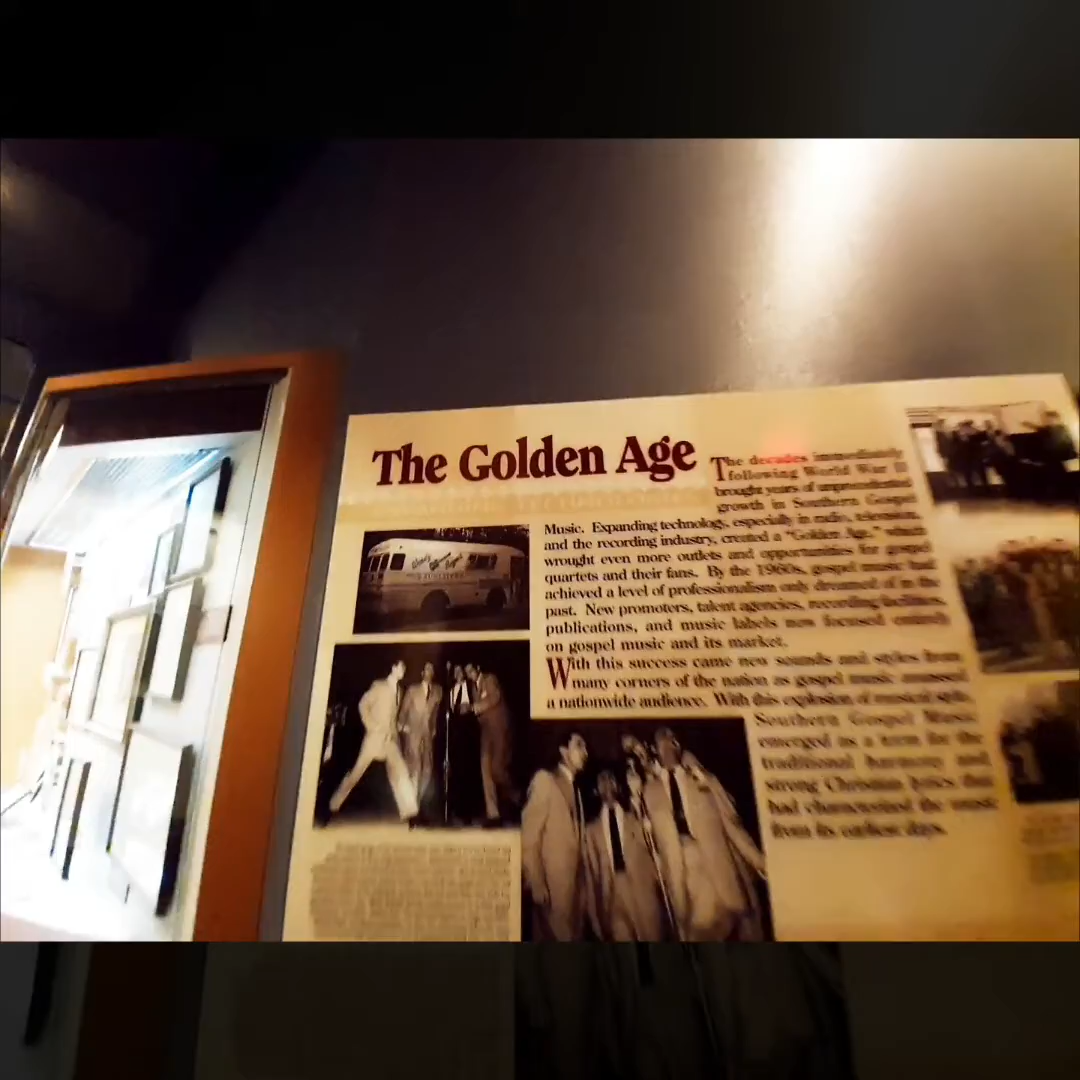 The Golden Age
The decades immediately
following World War II
brought years of unprecedented
growth in Southern Gospel
Music. Expanding technology, especially in radio, television,
and the recording industry, created a "Golden Age," which
wrought even more outlets and opportunities for gospel
quartets and their fans. By the 1960s, gospel music had
achieved a level of professionalism only dreamed of in the
past. New promoters, talent agencies, recording facilities,
publications, and music labels now focused entirely
on gospel music and its market.
With this success came new sounds and styles from
many corners of the nation as gospel music amassed
a nationwide audience. With this explosion of musical style,
Southern Gospel Music
emerged as a term for the
traditional harmony and
strong Christian lyrics that
had characterized the music
from its earliest days.